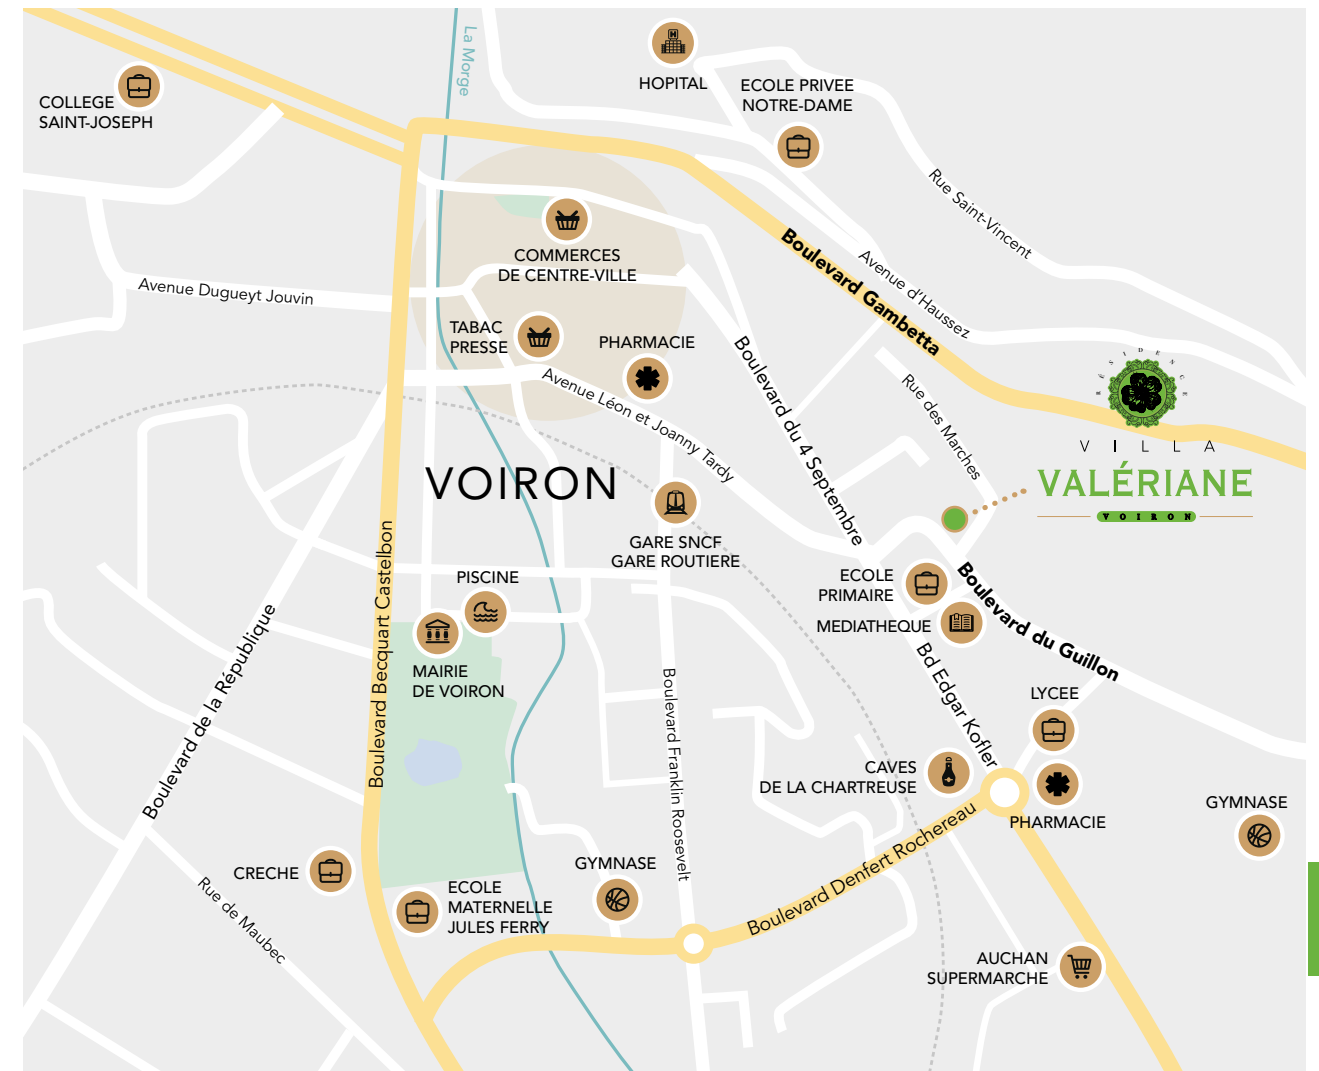 La Morge
H
HOPITAL
ECOLE PRIVEE
NOTRE-DAME
COLLEGE
SAINT-JOSEPH
Rue Saint-Vincent
COMMERCES
DE CENTRE-VILLE
Boulevard Gambetta
Avenue d'Haussez
Avenue Dugueyt Jouvin
TABAC
PRESSE
PHARMACIE
Boulevard du 4 Septembre
Avenue Léon et Joanny Tardy
Rue des Marches
RÉSIDENCE
VILLA
VALÉRIANE
VOIRON
VOIRON
GARE SNCF
GARE ROUTIERE
Boulevard Becquart Castelbon
PISCINE
ECOLE
PRIMAIRE
MEDIATHEQUE
Boulevard du Guillon
Boulevard de la République
MAIRIE
DE VOIRON
Boulevard Franklin Roosevelt
Bd Edgar Kofler
LYCEE
CAVES
DE LA CHARTREUSE
PHARMACIE
GYMNASE
Boulevard Denfert Rochereau
CRECHE
GYMNASE
ECOLE
MATERNELLE
JULES FERRY
Rue de Maubec
AUCHAN
SUPERMARCHE